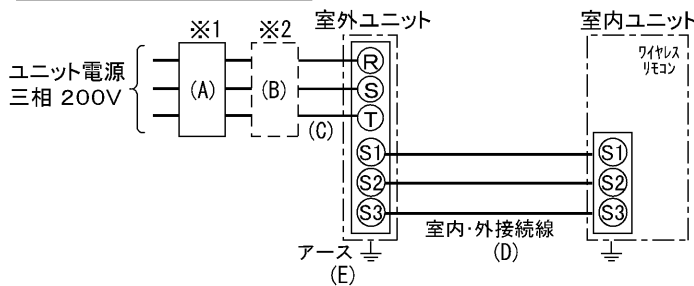 ※1
※2
室外ユニット
室内ユニット
ユニット電源
三相 200V
(A)
(B)
(C)
R
S
T
S1
S2
S3
ワイヤレス
リモコン
S1
S2
S3
室内・外接続線
(D)
アース
(E)